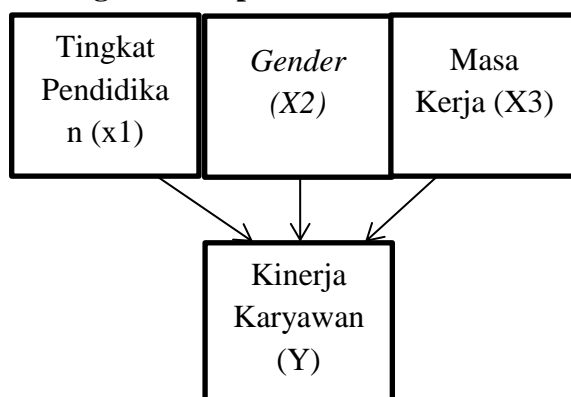 Tingkat
Pendidika
n (x1)
Gender
(X2)
Masa
Kerja (X3)
Kinerja
Karyawan
(Y)